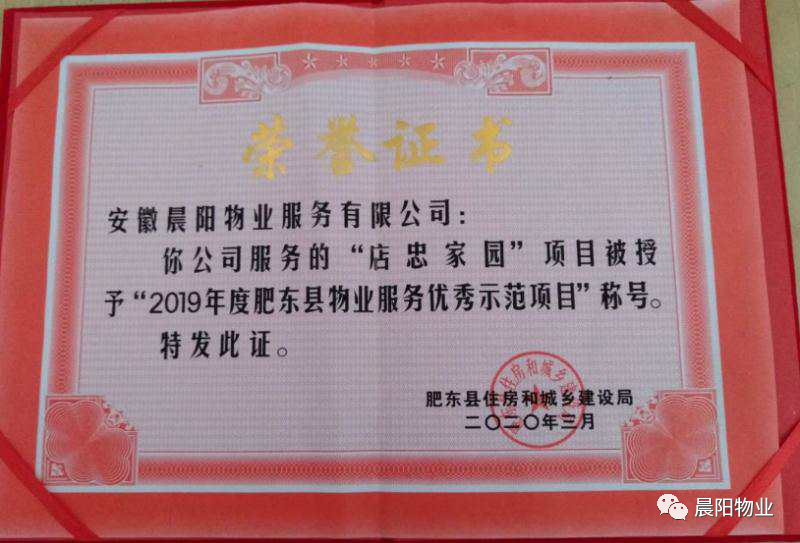 荣誉证书
安徽晨阳物业服务有限公司：
你公司服务的“店忠家园”项目被授
予“2019年度肥东县物业服务优秀示范项目”称号。
特发此证。
肥东县住房和城乡建设局
二〇二〇年三月
晨阳物业